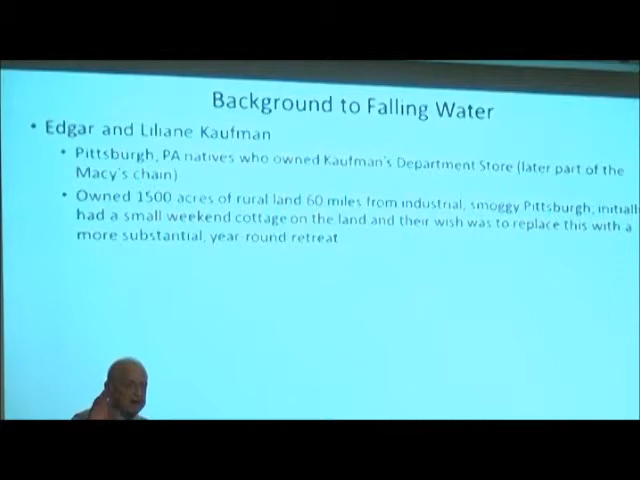 Background to Falling Water
• Edgar and Liliane Kaufman
• Pittsburgh, PA natives who owned Kaufman's Department Store (later part of the
Macy's chain)
• Owned 1500 acres of rural land 60 miles from industrial, smoggy Pittsburgh; initially
had a small weekend cottage on the land and their wish was to replace this with a
more substantial, year-round retreat